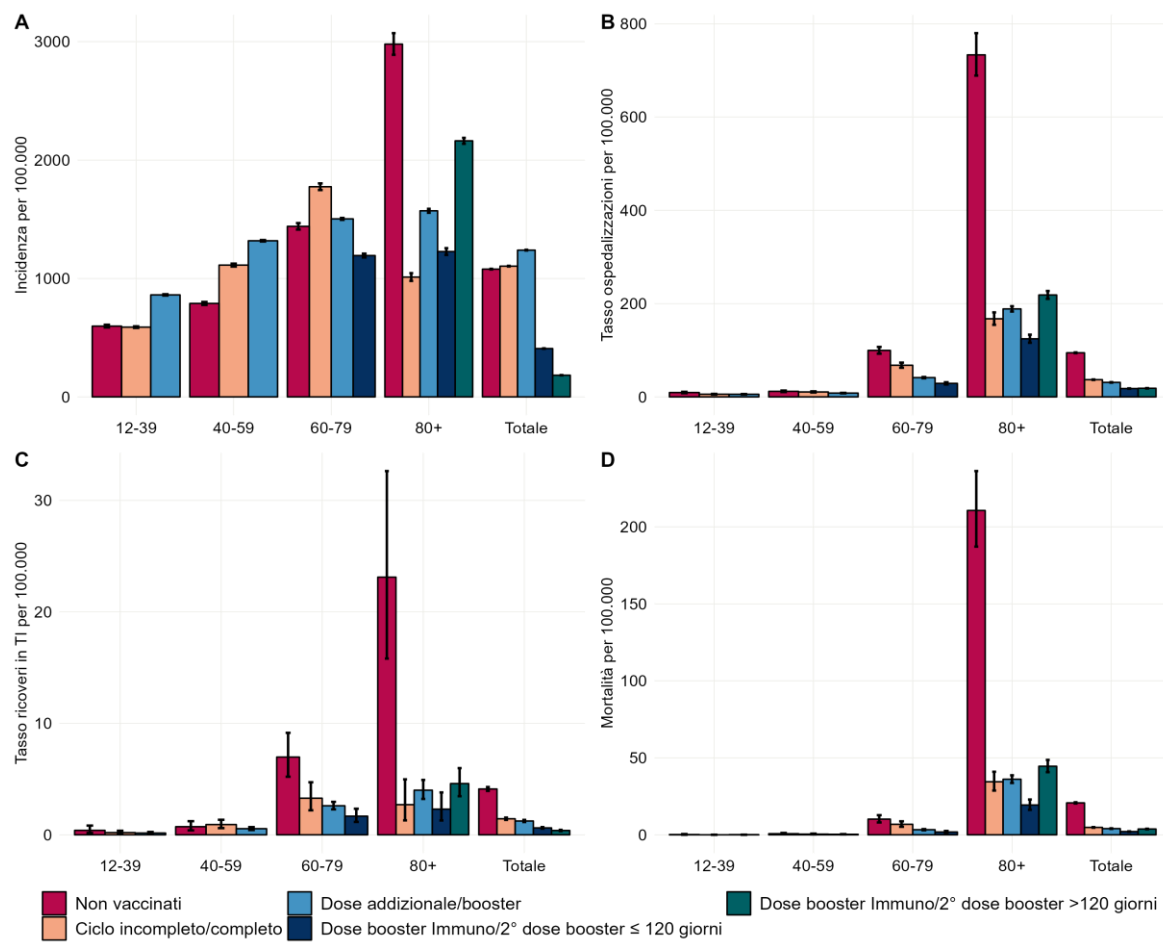 A
Incidenza per 100.000
3000
2000
1000
0
12-39 40-59 60-79 80+ Totale
B
Tasso ospedalizzazioni per 100.000
800
600
400
200
0
12-39 40-59 60-79 80+ Totale
C
Tasso ricoveri in TI per 100.000
30
20
10
0
12-39 40-59 60-79 80+ Totale
D
Mortalità per 100.000
200
150
100
50
0
12-39 40-59 60-79 80+ Totale
Non vaccinati
Ciclo incompleto/completo
Dose addizionale/booster
Dose booster Immuno/2° dose booster ≤ 120 giorni
Dose booster Immuno/2° dose booster >120 giorni